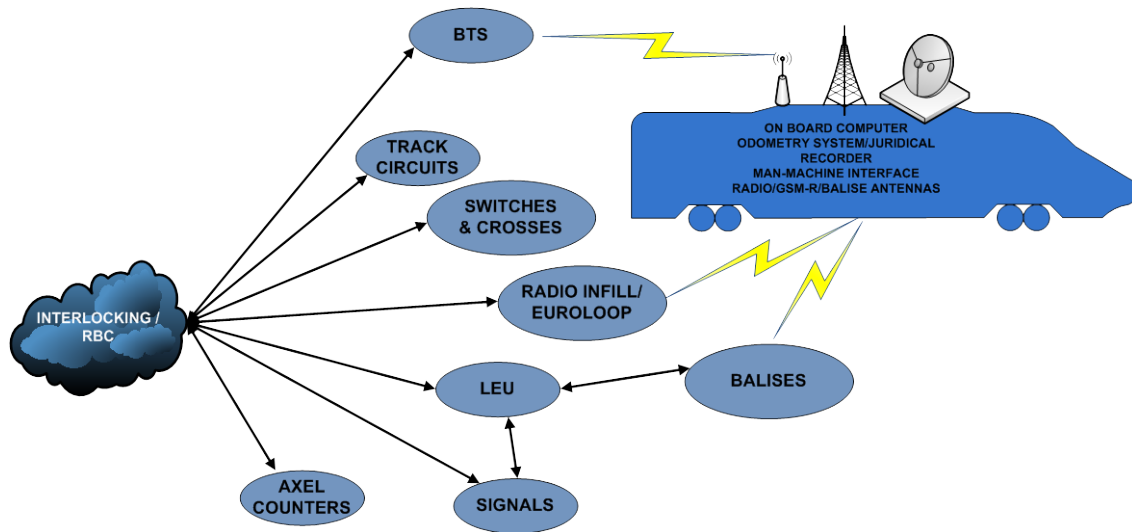 BTS
ON BOARD COMPUTER
ODOMETRY SYSTEM/JURIDICAL
RECORDER
MAN-MACHINE INTERFACE
RADIO/GSM-R/BALISE ANTENNAS
TRACK
CIRCUITS
SWITCHES
& CROSSES
RADIO INFILL/
EUROLOOP
INTERLOCKING /
RBC
LEU
BALISES
AXEL
COUNTERS
SIGNALS